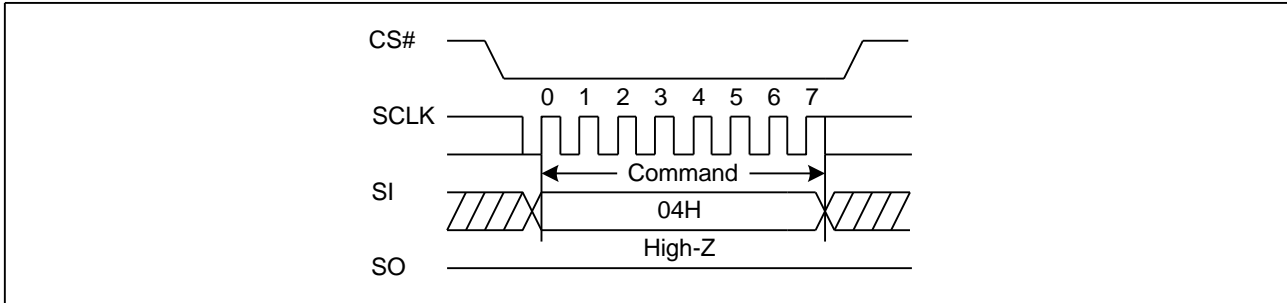 CS#
0 1 2 3 4 5 6 7
SCLK
Command
SI
04H
High-Z
SO